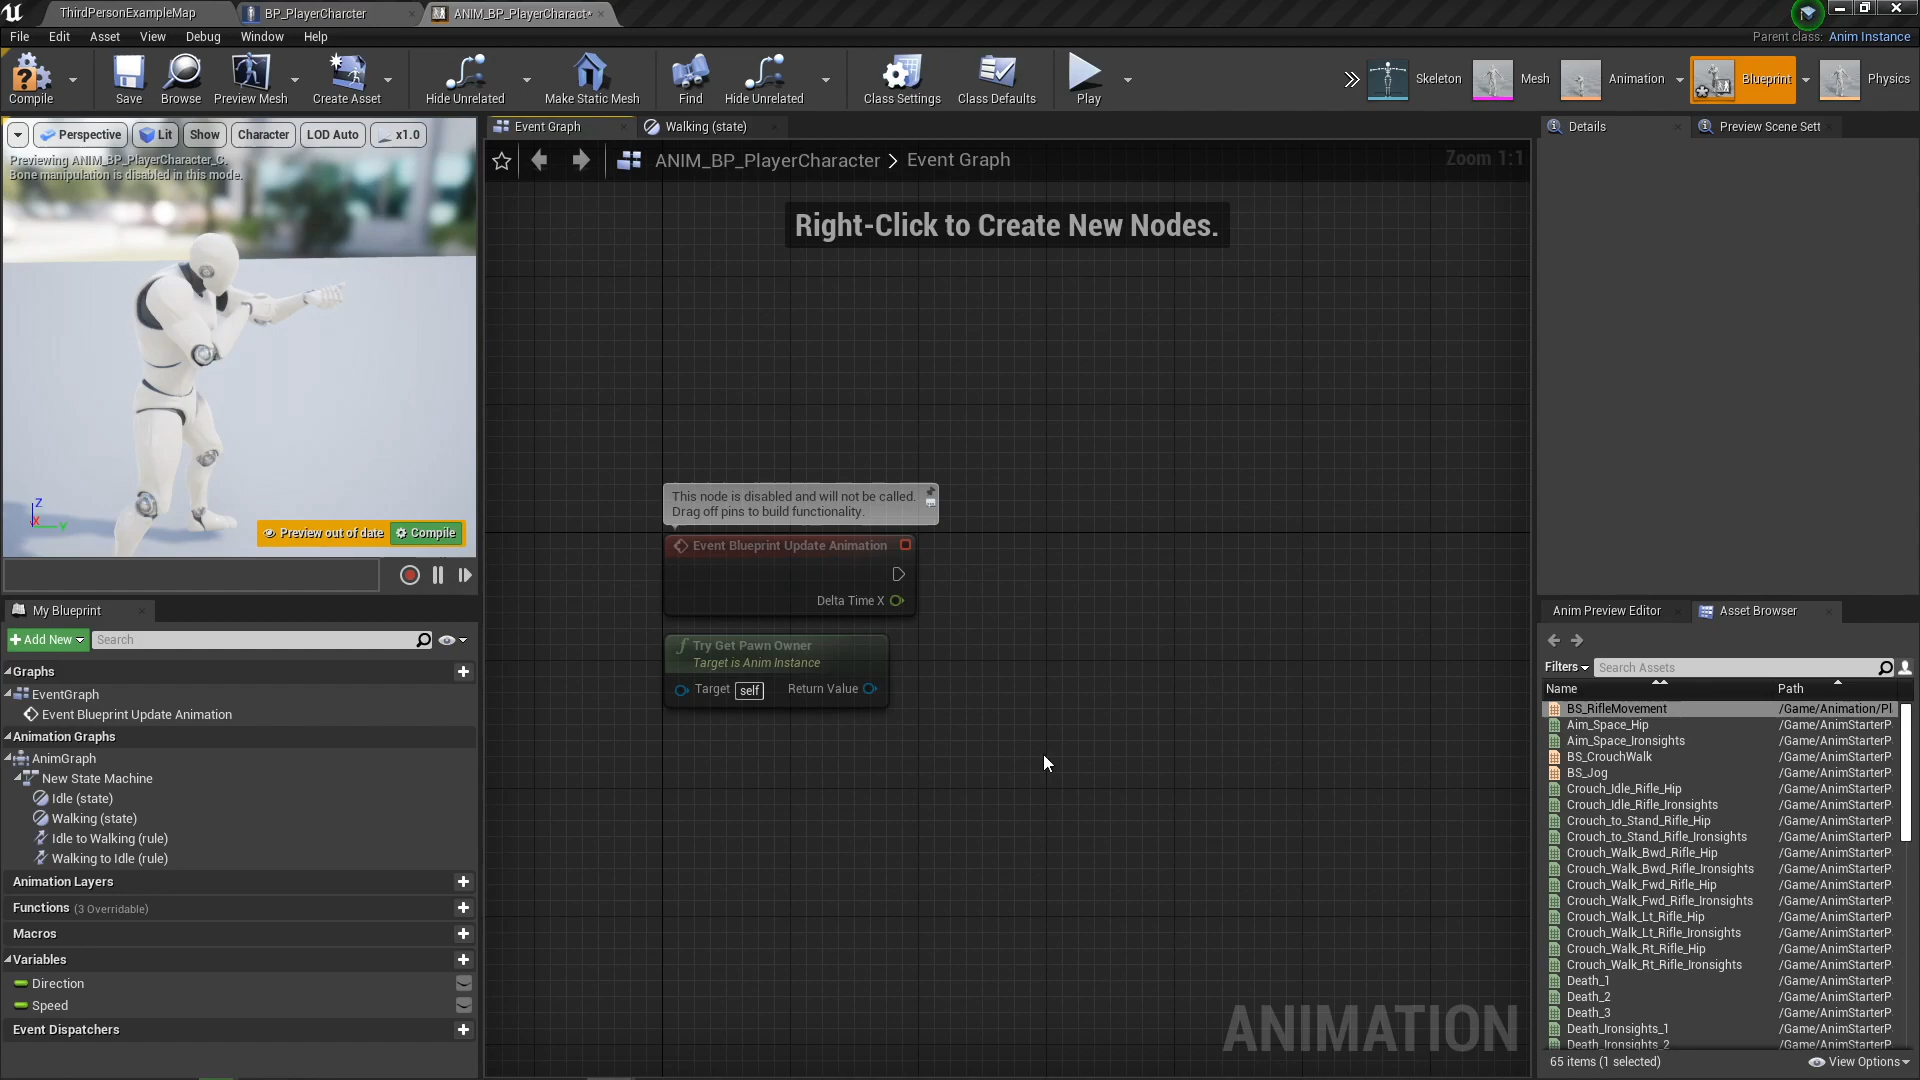 ThirdPersonExampleMap
BP_PlayerCharcter
ANIM_BP_PlayerCharact*
File Edit Asset View Debug Window Help
Parent class: Anim Instance
Compile
Save
Browse
Preview Mesh
Create Asset
Hide Unrelated
Make Static Mesh
Find
Hide Unrelated
Class Settings
Class Defaults
Play
Skeleton
Mesh
Animation
Blueprint
Physics
Perspective Lit Show Character LOD Auto x1.0
Previewing ANIM_BP_PlayerCharacter_C.
Bone manipulation is disabled in this mode.
Z
X
Y
Preview out of date Compile
Event Graph
Walking (state)
ANIM_BP_PlayerCharacter > Event Graph
Zoom 1:1
Right-Click to Create New Nodes.
This node is disabled and will not be called.
Drag off pins to build functionality.
Event Blueprint Update Animation
Delta Time X
Try Get Pawn Owner
Target is Anim Instance
Target self Return Value
ANIMATION
My Blueprint
Add New Search
Graphs
EventGraph
Event Blueprint Update Animation
Animation Graphs
AnimGraph
New State Machine
Idle (state)
Walking (state)
Idle to Walking (rule)
Walking to Idle (rule)
Animation Layers
Functions (3 Overridable)
Macros
Variables
Direction
Speed
Event Dispatchers
Details
Preview Scene Sett
Anim Preview Editor
Asset Browser
Filters Search Assets
Name Path
BS_RifleMovement /Game/Animation/Pl
Aim_Space_Hip /Game/AnimStarterP
Aim_Space_Ironsights /Game/AnimStarterP
BS_CrouchWalk /Game/AnimStarterP
BS_Jog /Game/AnimStarterP
Crouch_Idle_Rifle_Hip /Game/AnimStarterP
Crouch_Idle_Rifle_Ironsights /Game/AnimStarterP
Crouch_to_Stand_Rifle_Hip /Game/AnimStarterP
Crouch_to_Stand_Rifle_Ironsights /Game/AnimStarterP
Crouch_Walk_Bwd_Rifle_Hip /Game/AnimStarterP
Crouch_Walk_Bwd_Rifle_Ironsights /Game/AnimStarterP
Crouch_Walk_Fwd_Rifle_Hip /Game/AnimStarterP
Crouch_Walk_Fwd_Rifle_Ironsights /Game/AnimStarterP
Crouch_Walk_Lt_Rifle_Hip /Game/AnimStarterP
Crouch_Walk_Lt_Rifle_Ironsights /Game/AnimStarterP
Crouch_Walk_Rt_Rifle_Hip /Game/AnimStarterP
Crouch_Walk_Rt_Rifle_Ironsights /Game/AnimStarterP
Death_1 /Game/AnimStarterP
Death_2 /Game/AnimStarterP
Death_3 /Game/AnimStarterP
Death_Ironsights_1 /Game/AnimStarterP
Death_Ironsights_2 /Game/AnimStarterP
65 items (1 selected)
View Options